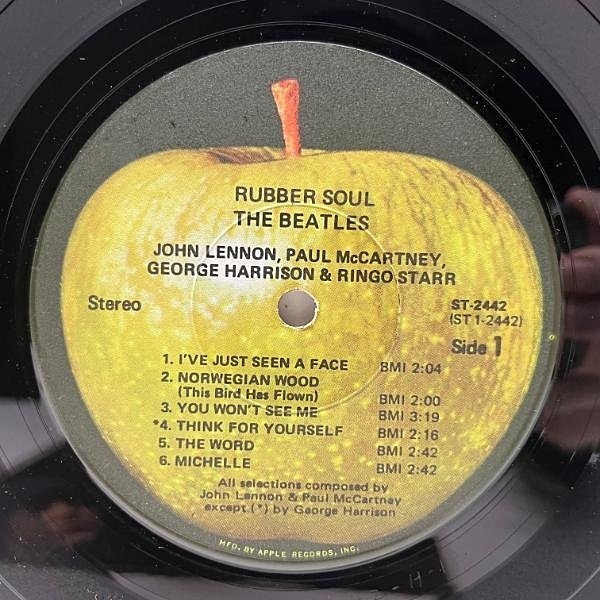 RUBBER SOUL
THE BEATLES
JOHN LENNON, PAUL McCARTNEY,
GEORGE HARRISON & RINGO STARR
Stereo
ST-2442
(ST 1-2442)
Side 1
1. I'VE JUST SEEN A FACE BMI 2:04
2. NORWEGIAN WOOD
(This Bird Has Flown) BMI 2:00
3. YOU WON'T SEE ME BMI 3:19
*4. THINK FOR YOURSELF BMI 2:16
5. THE WORD BMI 2:42
6. MICHELLE BMI 2:42
All selections composed by
John Lennon & Paul McCartney
except (*) by George Harrison
MFD. BY APPLE RECORDS, INC.